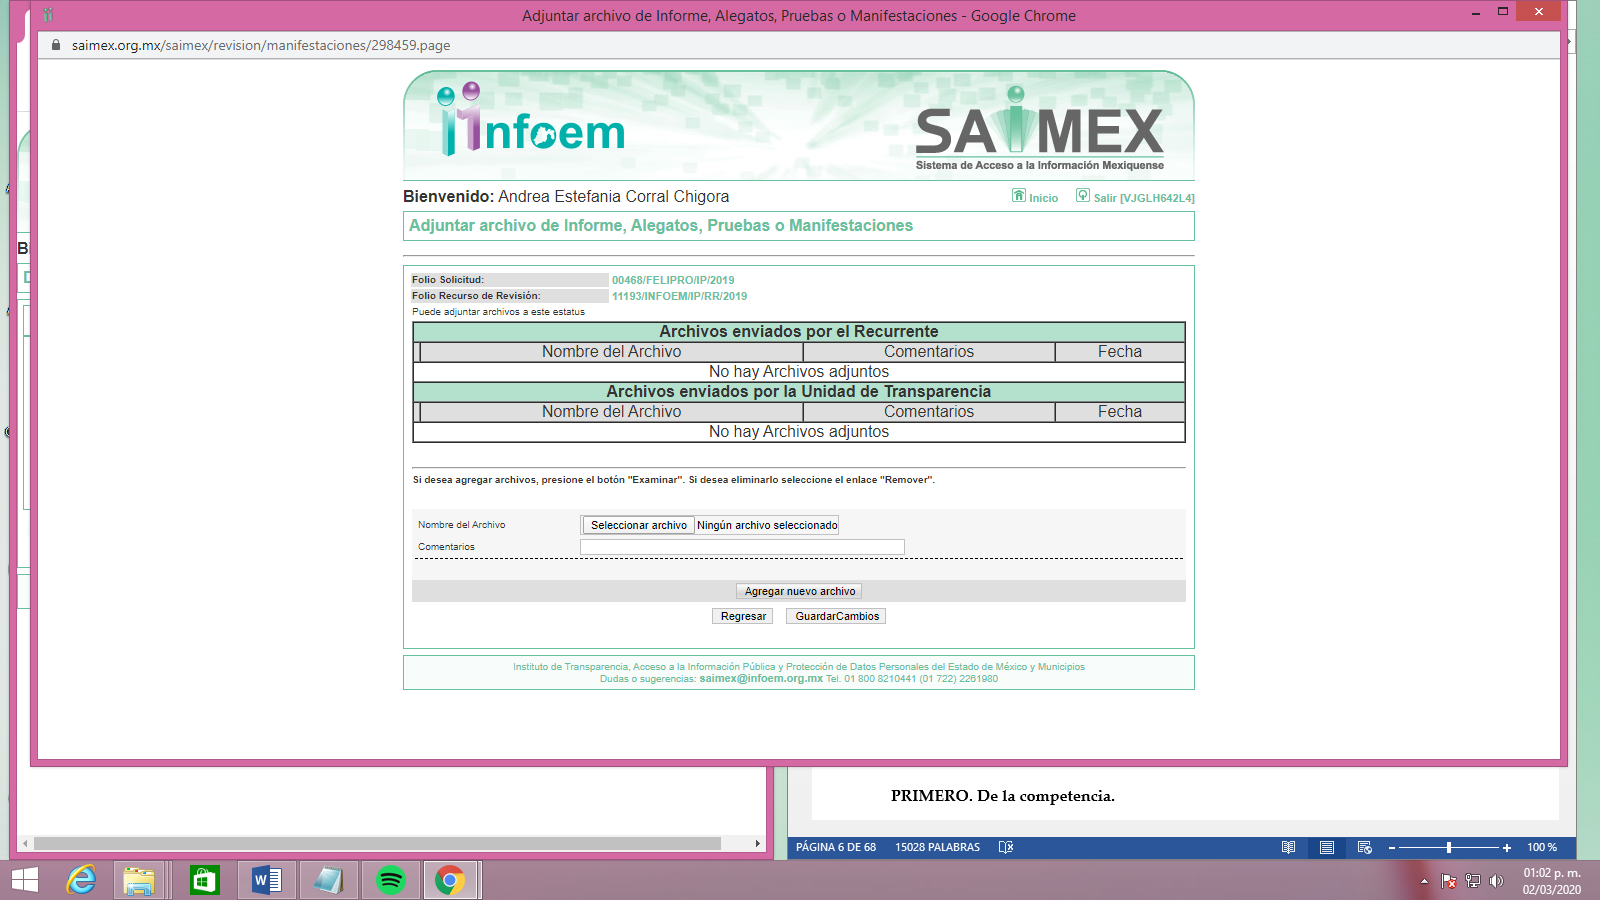 Adjuntar archivo de Informe, Alegatos, Pruebas o Manifestaciones - Google Chrome
saimex.org.mx/saimex/revision/manifestaciones/298459.page
infoem
SAIMEX
Sistema de Acceso a la Información Mexiquense
Bienvenido: Andrea Estefania Corral Chigora
Inicio Salir [VJGLH642L4]
Adjuntar archivo de Informe, Alegatos, Pruebas o Manifestaciones
Folio Solicitud: 00468/FELIPRO/IP/2019
Folio Recurso de Revisión: 11193/INFOEM/IP/RR/2019
Puede adjuntar archivos a este estatus
Archivos enviados por el Recurrente
Nombre del Archivo Comentarios Fecha
No hay Archivos adjuntos
Archivos enviados por la Unidad de Transparencia
Nombre del Archivo Comentarios Fecha
No hay Archivos adjuntos
Si desea agregar archivos, presione el botón "Examinar". Si desea eliminarlo seleccione el enlace "Remover".
Nombre del Archivo Seleccionar archivo Ningún archivo seleccionado
Comentarios
Agregar nuevo archivo
Regresar GuardarCambios
Instituto de Transparencia, Acceso a la Información Pública y Protección de Datos Personales del Estado de México y Municipios
Dudas o sugerencias: saimex@infoem.org.mx Tel. 01 800 8210441 (01 722) 2261980
PRIMERO. De la competencia.
PÁGINA 6 DE 68 15028 PALABRAS 100 %
01:02 p. m.
02/03/2020